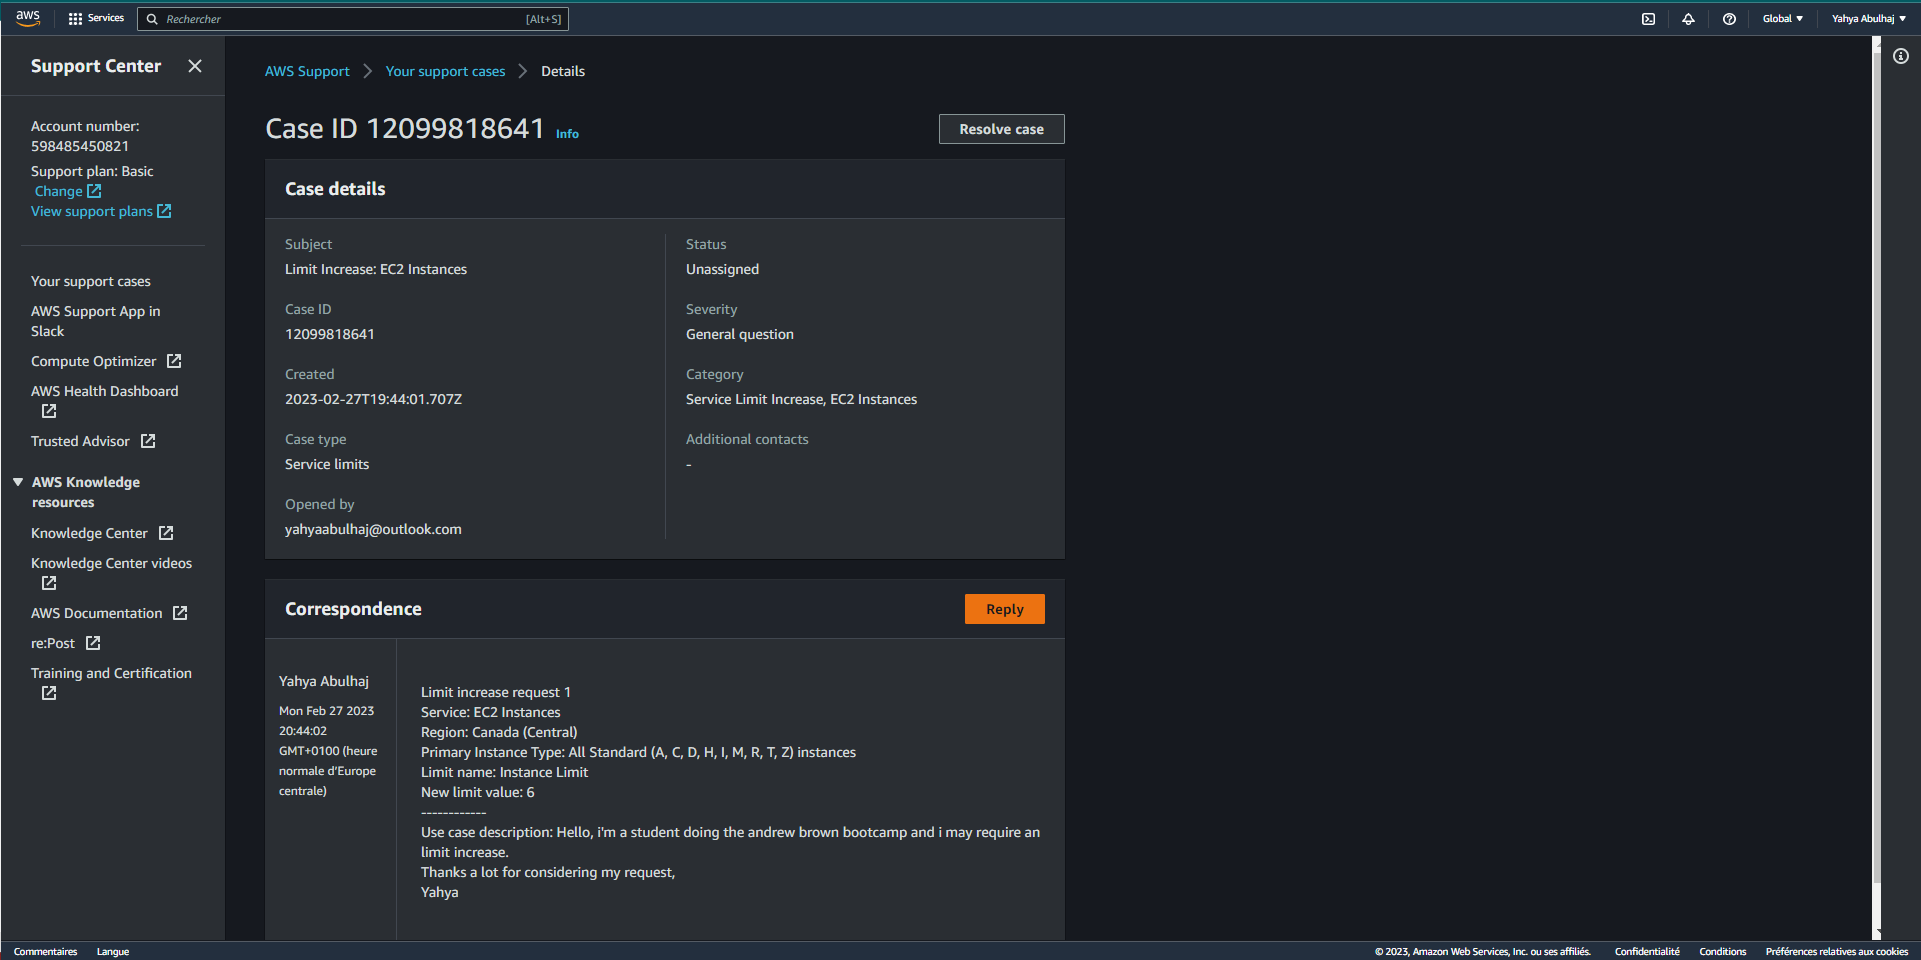 aws
Services
Rechercher [Alt+S]
Global
Yahya Abulhaj
Support Center
Account number:
598485450821
Support plan: Basic
Change
View support plans
Your support cases
AWS Support App in
Slack
Compute Optimizer
AWS Health Dashboard
Trusted Advisor
AWS Knowledge
resources
Knowledge Center
Knowledge Center videos
AWS Documentation
re:Post
Training and Certification
AWS Support
Your support cases
Details
Case ID 12099818641 Info
Resolve case
Case details
Subject
Limit Increase: EC2 Instances
Case ID
12099818641
Created
2023-02-27T19:44:01.707Z
Case type
Service limits
Opened by
yahyaabulhaj@outlook.com
Status
Unassigned
Severity
General question
Category
Service Limit Increase, EC2 Instances
Additional contacts
-
Correspondence
Reply
Yahya Abulhaj
Mon Feb 27 2023
20:44:02
GMT+0100 (heure
normale d'Europe
centrale)
Limit increase request 1
Service: EC2 Instances
Region: Canada (Central)
Primary Instance Type: All Standard (A, C, D, H, I, M, R, T, Z) instances
Limit name: Instance Limit
New limit value: 6
------------
Use case description: Hello, i'm a student doing the andrew brown bootcamp and i may require an
limit increase.
Thanks a lot for considering my request,
Yahya
Commentaires
Langue
© 2023, Amazon Web Services, Inc. ou ses affiliés.
Confidentialité
Conditions
Préférences relatives aux cookies